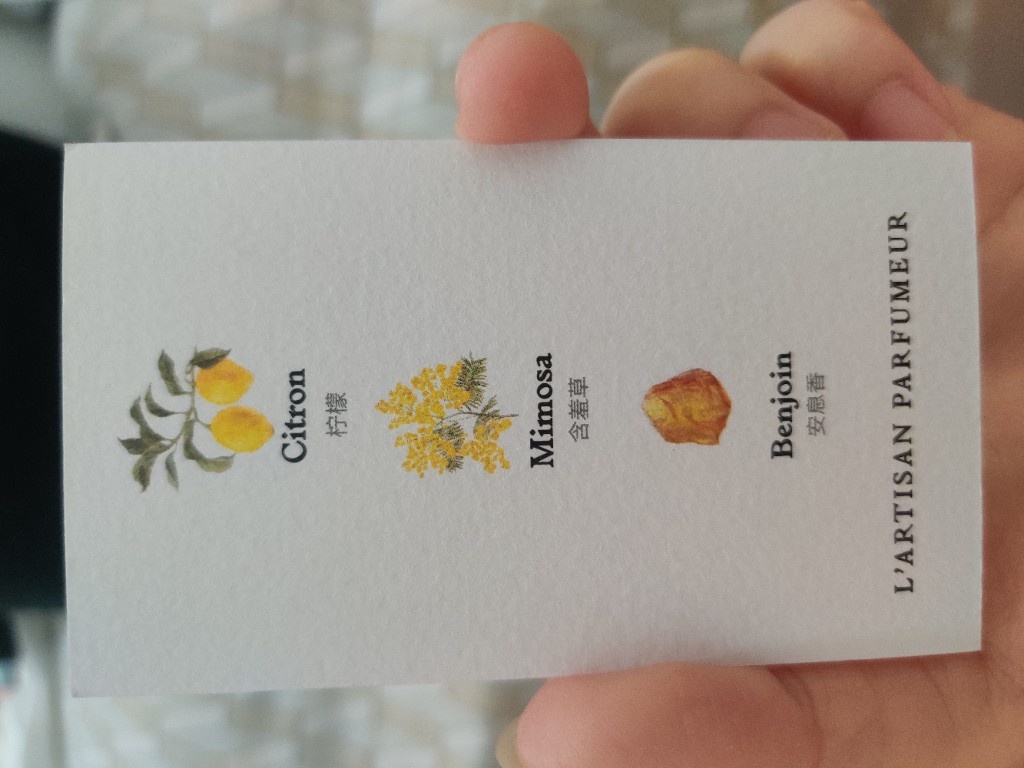 Citron
柠檬
Mimosa
含羞草
Benjoin
安息香
L'ARTISAN PARFUMEUR